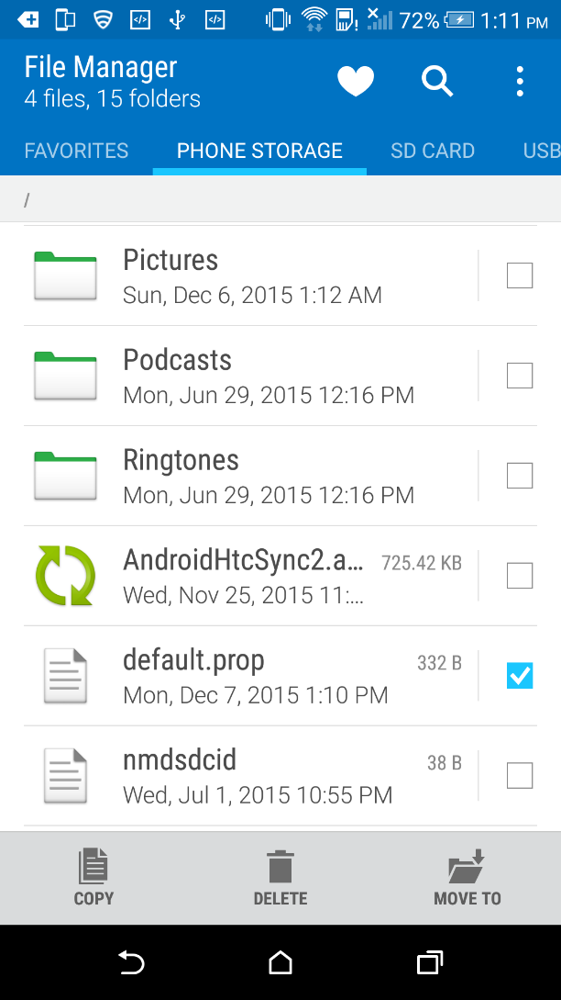 72% 1:11 PM
File Manager
4 files, 15 folders
FAVORITES PHONE STORAGE SD CARD USB
/
Pictures
Sun, Dec 6, 2015 1:12 AM
Podcasts
Mon, Jun 29, 2015 12:16 PM
Ringtones
Mon, Jun 29, 2015 12:16 PM
AndroidHtcSync2.a... 725.42 KB
Wed, Nov 25, 2015 11:...
default.prop 332 B
Mon, Dec 7, 2015 1:10 PM
nmdsdcid 38 B
Wed, Jul 1, 2015 10:55 PM
COPY DELETE MOVE TO